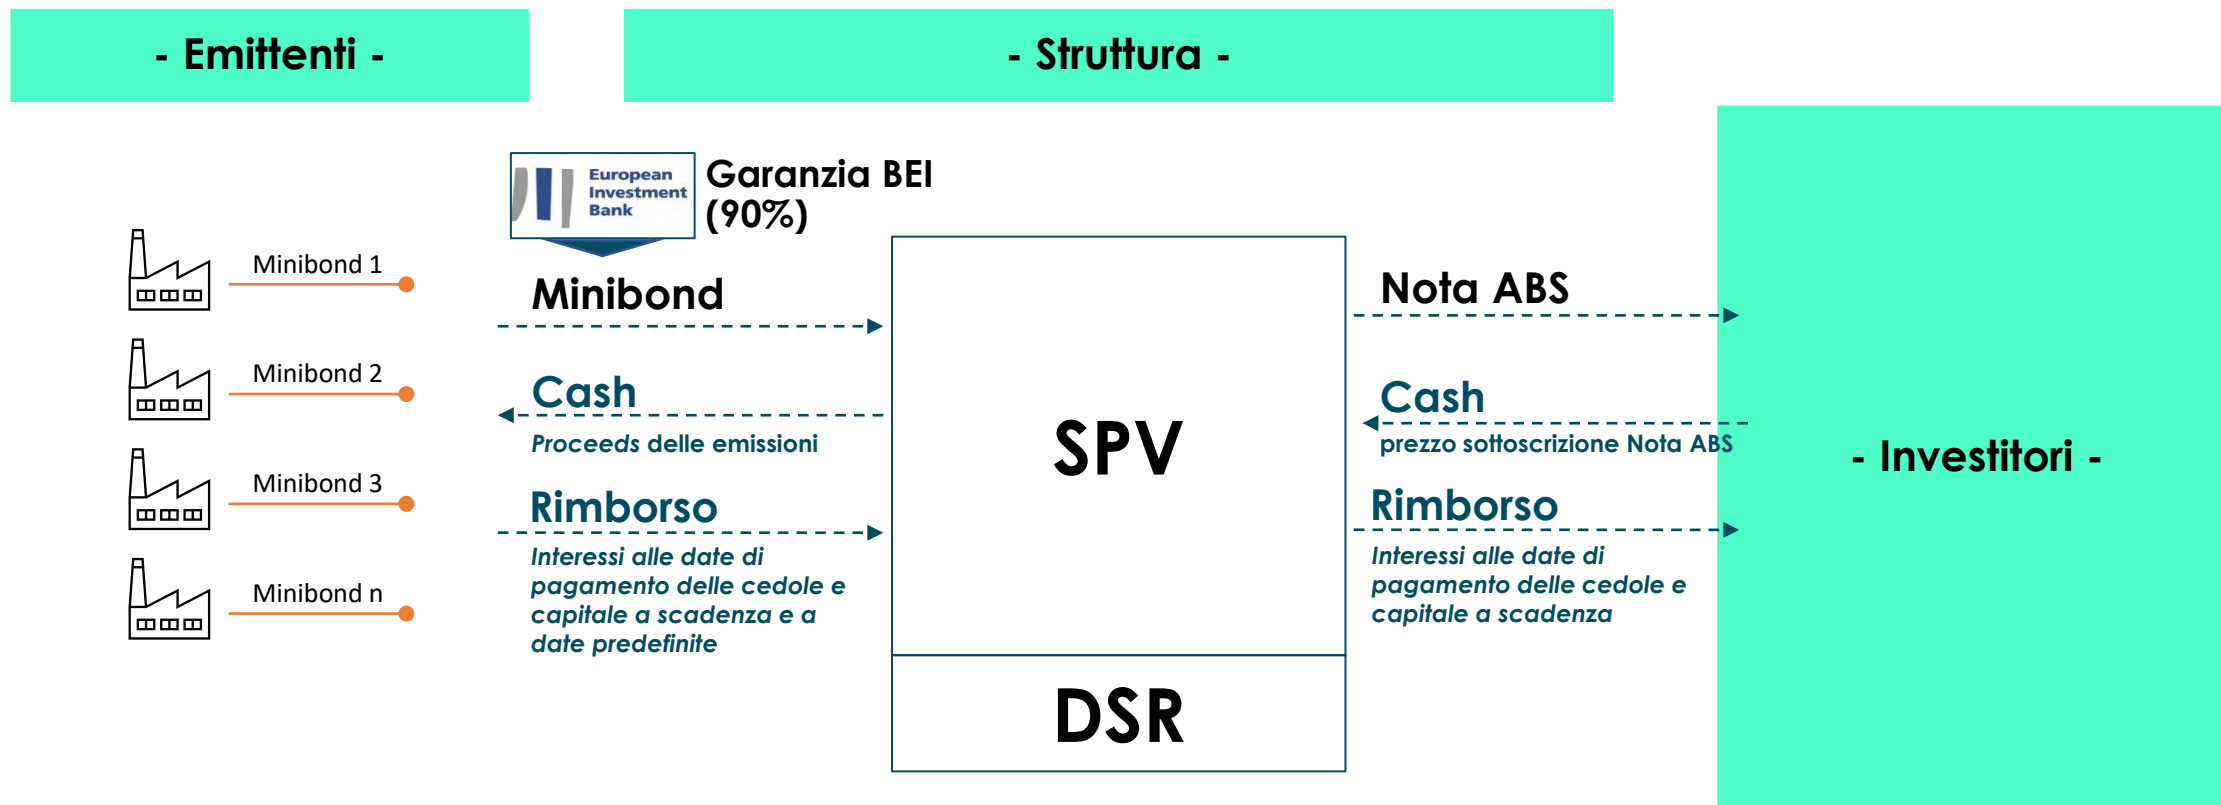 - Emittenti -
- Struttura -
European
Investment
Bank
Garanzia BEI
(90%)
Minibond 1
Minibond 2
Minibond 3
Minibond n
Minibond
Cash
Proceeds delle emissioni
Rimborso
Interessi alle date di
pagamento delle cedole e
capitale a scadenza e a
date predefinite
SPV
DSR
Nota ABS
Cash
prezzo sottoscrizione Nota ABS
Rimborso
Interessi alle date di
pagamento delle cedole e
capitale a scadenza
- Investitori -